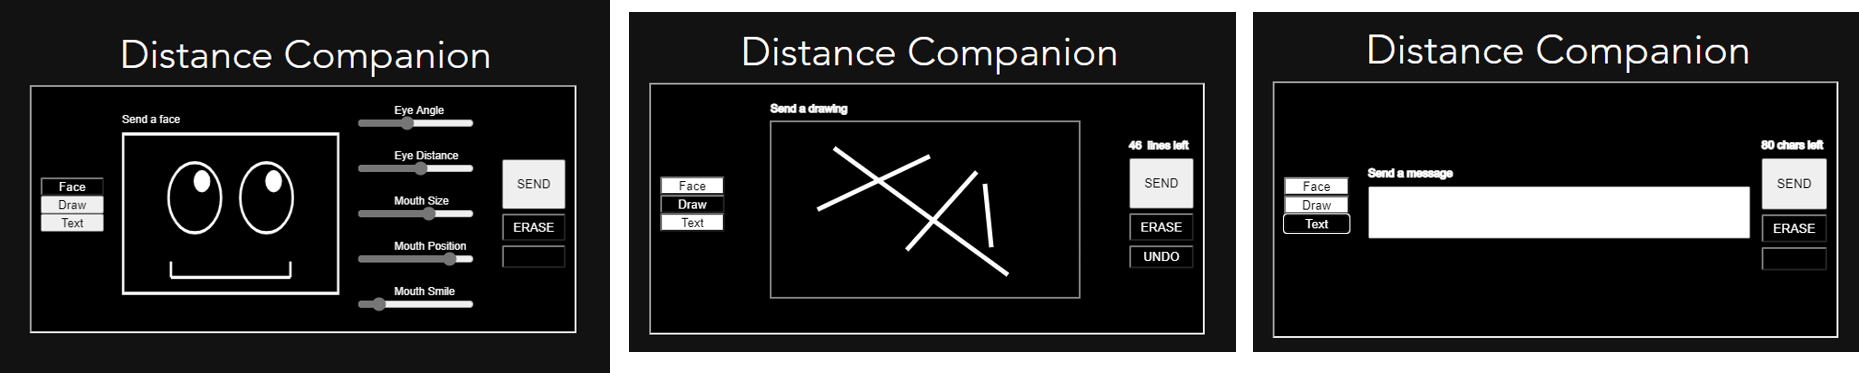 Distance Companion
Send a face
Eye Angle
Eye Distance
Mouth Size
Mouth Position
Mouth Smile
Face
Draw
Text
SEND
ERASE
Distance Companion
Send a drawing
Face
Draw
Text
46 lines left
SEND
ERASE
UNDO
Distance Companion
Send a message
Face
Draw
Text
80 chars left
SEND
ERASE